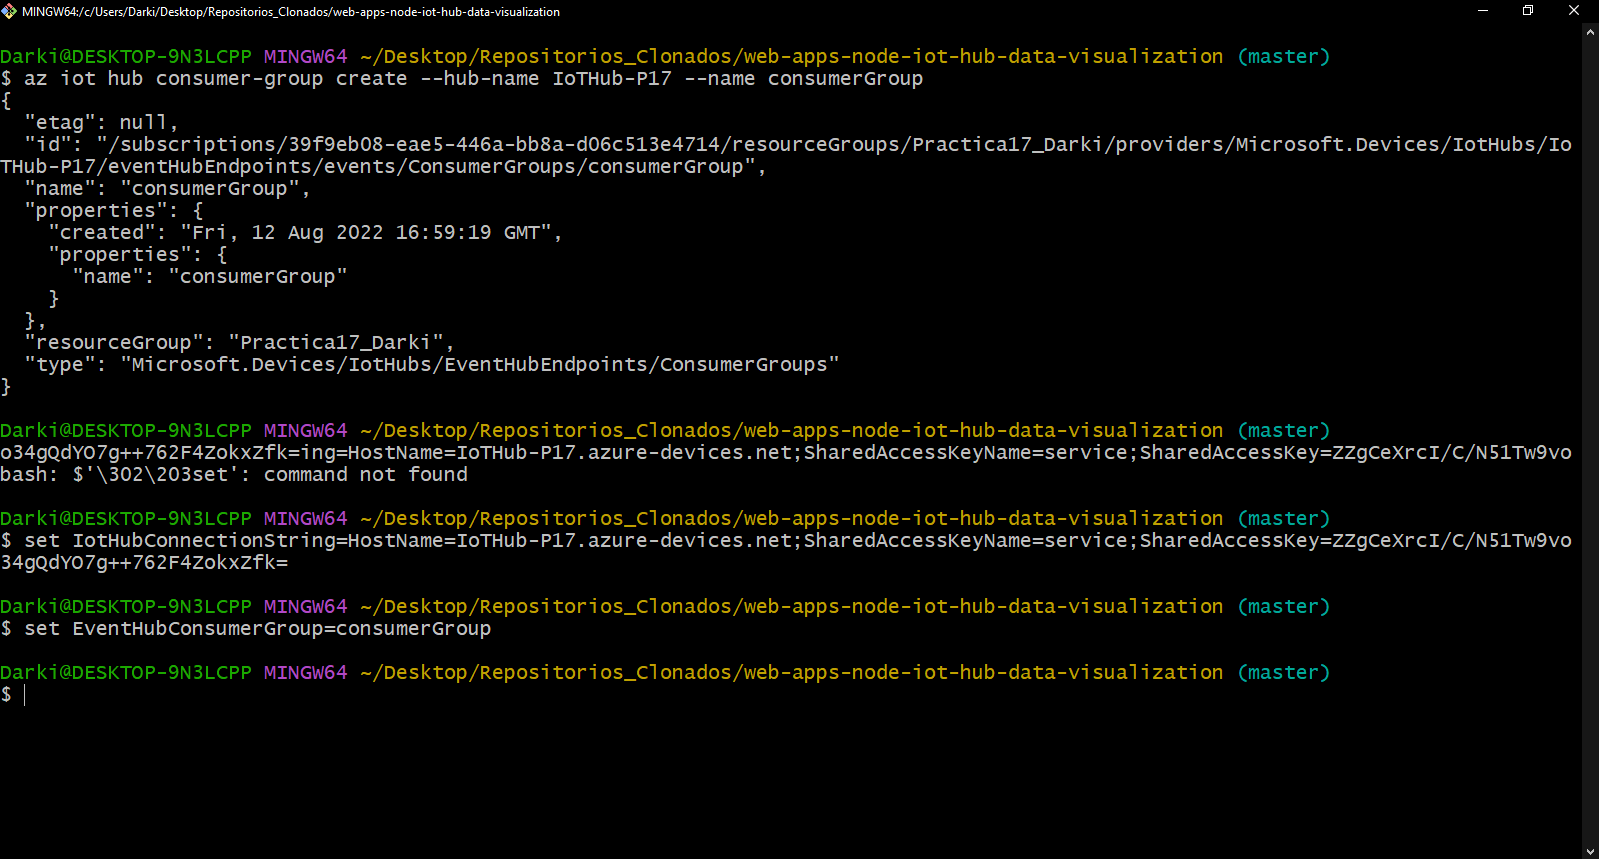 MINGW64:/c/Users/Darki/Desktop/Repositorios_Clonados/web-apps-node-iot-hub-data-visualization
Darki@DESKTOP-9N3LCPP MINGW64 ~/Desktop/Repositorios_Clonados/web-apps-node-iot-hub-data-visualization (master)
$ az iot hub consumer-group create --hub-name IoTHub-P17 --name consumerGroup
{
  "etag": null,
  "id": "/subscriptions/39f9eb08-eae5-446a-bb8a-d06c513e4714/resourceGroups/Practica17_Darki/providers/Microsoft.Devices/IotHubs/Io
THub-P17/eventHubEndpoints/events/ConsumerGroups/consumerGroup",
  "name": "consumerGroup",
  "properties": {
    "created": "Fri, 12 Aug 2022 16:59:19 GMT",
    "properties": {
      "name": "consumerGroup"
    }
  },
  "resourceGroup": "Practica17_Darki",
  "type": "Microsoft.Devices/IotHubs/EventHubEndpoints/ConsumerGroups"
}
Darki@DESKTOP-9N3LCPP MINGW64 ~/Desktop/Repositorios_Clonados/web-apps-node-iot-hub-data-visualization (master)
o34gQdYO7g++762F4ZokxZfk=ing=HostName=IoTHub-P17.azure-devices.net;SharedAccessKeyName=service;SharedAccessKey=ZZgCeXrcI/C/N51Tw9vo
bash: $'\302\203set': command not found
Darki@DESKTOP-9N3LCPP MINGW64 ~/Desktop/Repositorios_Clonados/web-apps-node-iot-hub-data-visualization (master)
$ set IotHubConnectionString=HostName=IoTHub-P17.azure-devices.net;SharedAccessKeyName=service;SharedAccessKey=ZZgCeXrcI/C/N51Tw9vo
34gQdYO7g++762F4ZokxZfk=
Darki@DESKTOP-9N3LCPP MINGW64 ~/Desktop/Repositorios_Clonados/web-apps-node-iot-hub-data-visualization (master)
$ set EventHubConsumerGroup=consumerGroup
Darki@DESKTOP-9N3LCPP MINGW64 ~/Desktop/Repositorios_Clonados/web-apps-node-iot-hub-data-visualization (master)
$